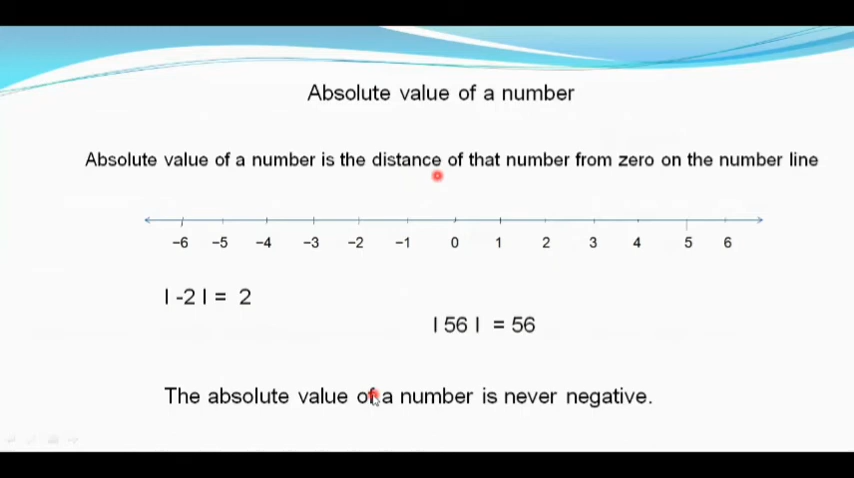 Absolute value of a number
Absolute value of a number is the distance of that number from zero on the number line
−6 −5 −4 −3 −2 −1 0 1 2 3 4 5 6
| -2 | = 2
| 56 | = 56
The absolute value of a number is never negative.